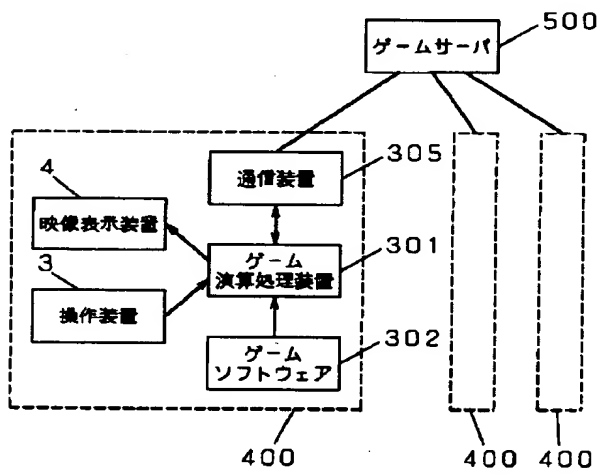 500
ゲームサーバ
305
通信装置
4
映像表示装置
301
ゲーム
演算処理装置
3
操作装置
302
ゲーム
ソフトウェア
400
400
400